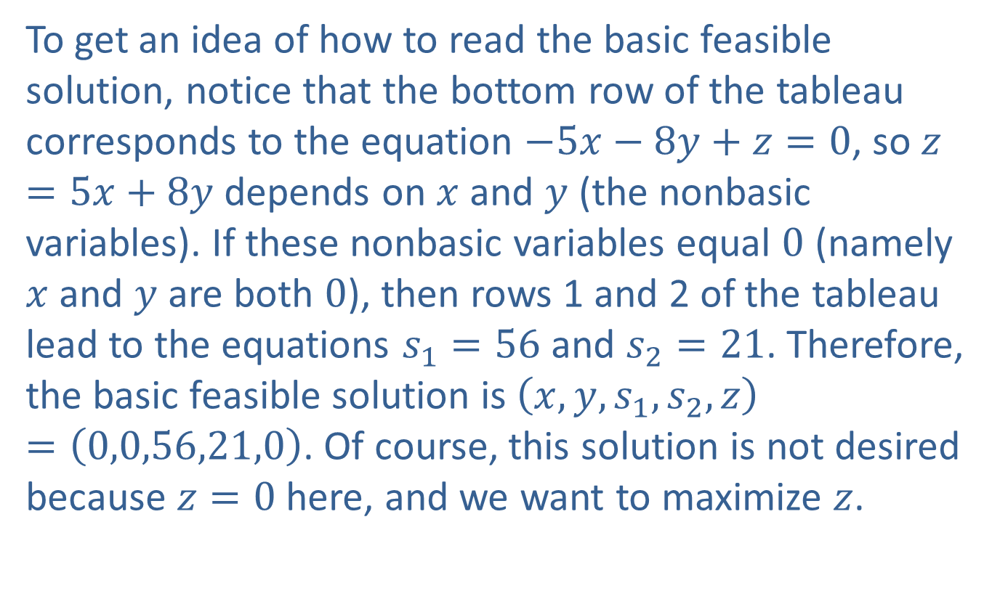 To get an idea of how to read the basic feasible
solution, notice that the bottom row of the tableau
corresponds to the equation −5x − 8y + z = 0, so z
= 5x + 8y depends on x and y (the nonbasic
variables). If these nonbasic variables equal 0 (namely
x and y are both 0), then rows 1 and 2 of the tableau
lead to the equations s₁ = 56 and s₂ = 21. Therefore,
the basic feasible solution is (x, y, s₁, s₂, z)
= (0,0,56,21,0). Of course, this solution is not desired
because z = 0 here, and we want to maximize z.